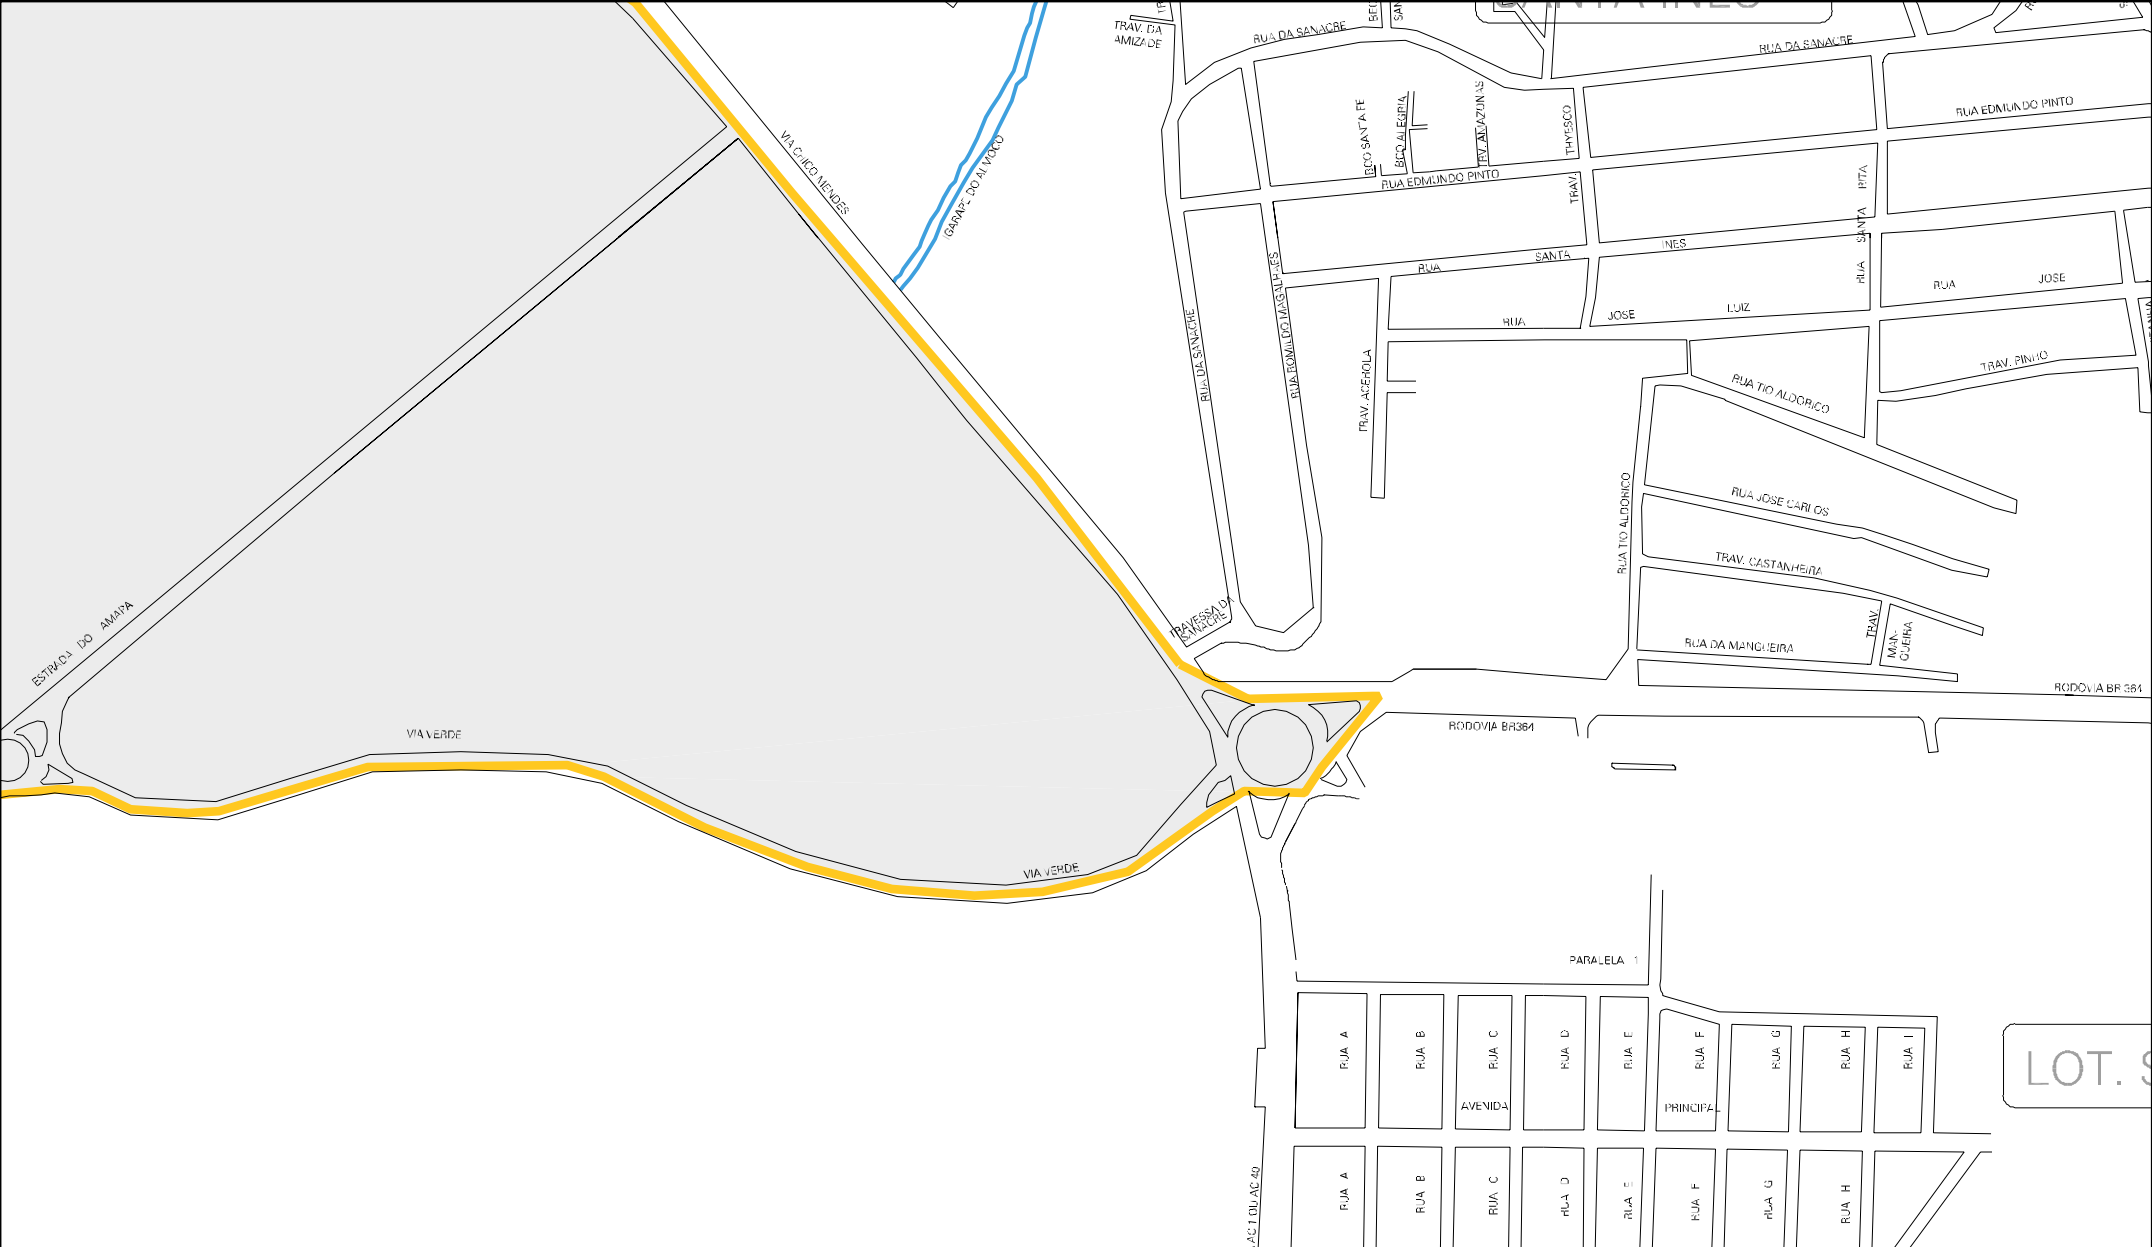 TRAV. DA
AMIZADE
RUA DA SANACRE
RUA DA SANACRE
RUA EDMUNDO PINTO
VIA CHICO MENDES
IGARAPE DO ALMOCO
BCO SANTA FE
BCO ALEGRIA
TRV. AMAZONAS
THYESCO
TRAV.
RUA EDMUNDO PINTO
RUA SANTA RITA
RUA SANTA INES
RUA JOSE
RUA JOSE LUIZ
RUA DA SANACRE
RUA ROMILDO MAGALHAES
TRAV. ACEROLA
TRAV. PINHO
RUA TIO ALDORICO
RUA TIO ALDORICO
RUA JOSE CARLOS
TRAV. CASTANHEIRA
TRAV.
MAN-
GUEIRA
RUA DA MANGUEIRA
TRAVESSA DA
SANACRE
ESTRADA DO AMAPA
RODOVIA BR 364
RODOVIA BR364
VIA VERDE
VIA VERDE
PARALELA 1
RUA A
RUA B
RUA C
RUA D
RUA E
RUA F
RUA G
RUA H
RUA I
LOT.
AVENIDA PRINCIPAL
RUA A
RUA B
RUA C
RUA D
RUA E
RUA F
RUA G
RUA H
AC 1 OU AC 40